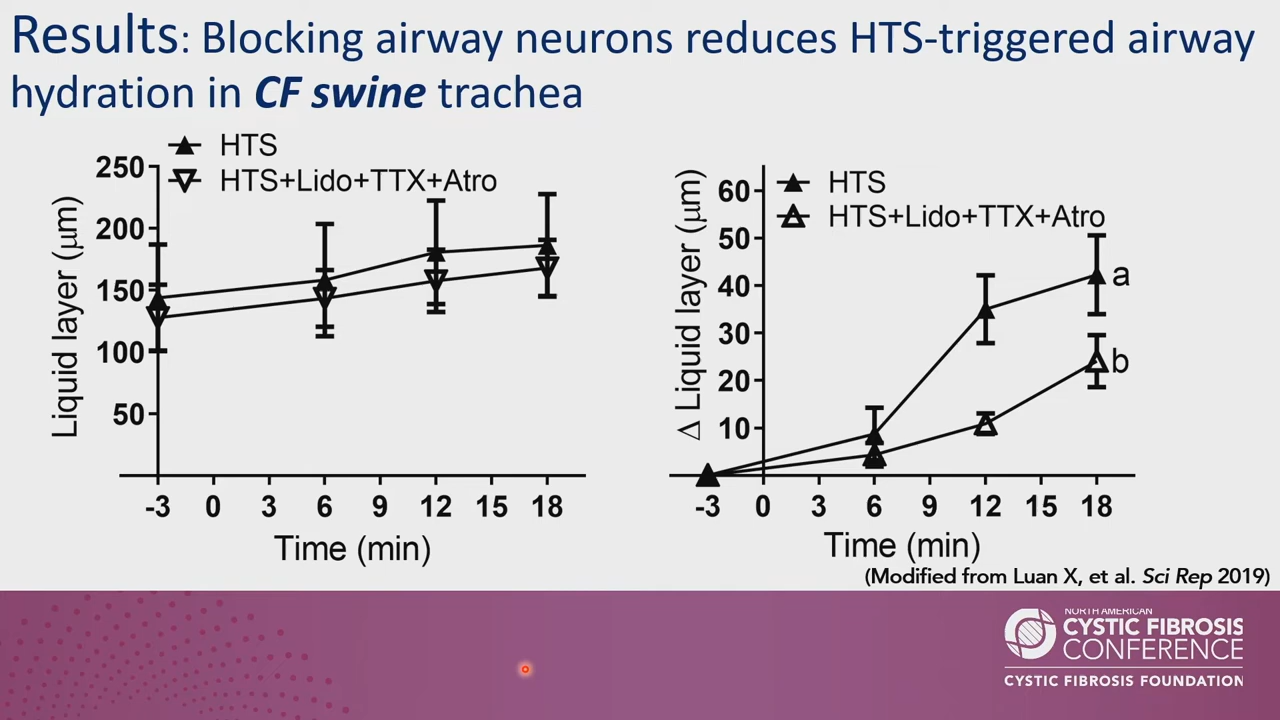 Results: Blocking airway neurons reduces HTS-triggered airway
hydration in CF swine trachea
HTS
HTS+Lido+TTX+Atro
250
200
150
100
50
Liquid layer (μm)
-3 0 3 6 9 12 15 18
Time (min)
HTS
HTS+Lido+TTX+Atro
60
50
40
30
20
10
Δ Liquid layer (μm)
a
b
-3 0 3 6 9 12 15 18
Time (min)
(Modified from Luan X, et al. Sci Rep 2019)
NORTH AMERICAN
CYSTIC FIBROSIS
CONFERENCE
CYSTIC FIBROSIS FOUNDATION